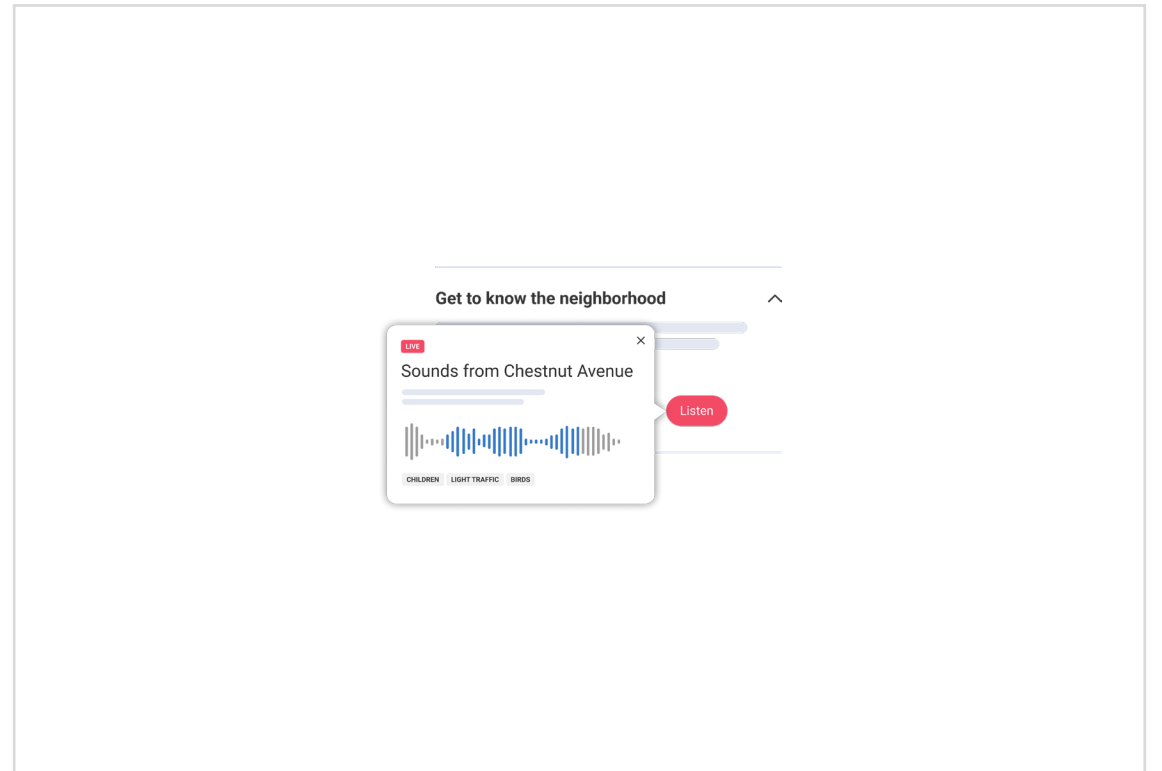 Get to know the neighborhood
LIVE
Sounds from Chestnut Avenue
Listen
CHILDREN LIGHT TRAFFIC BIRDS